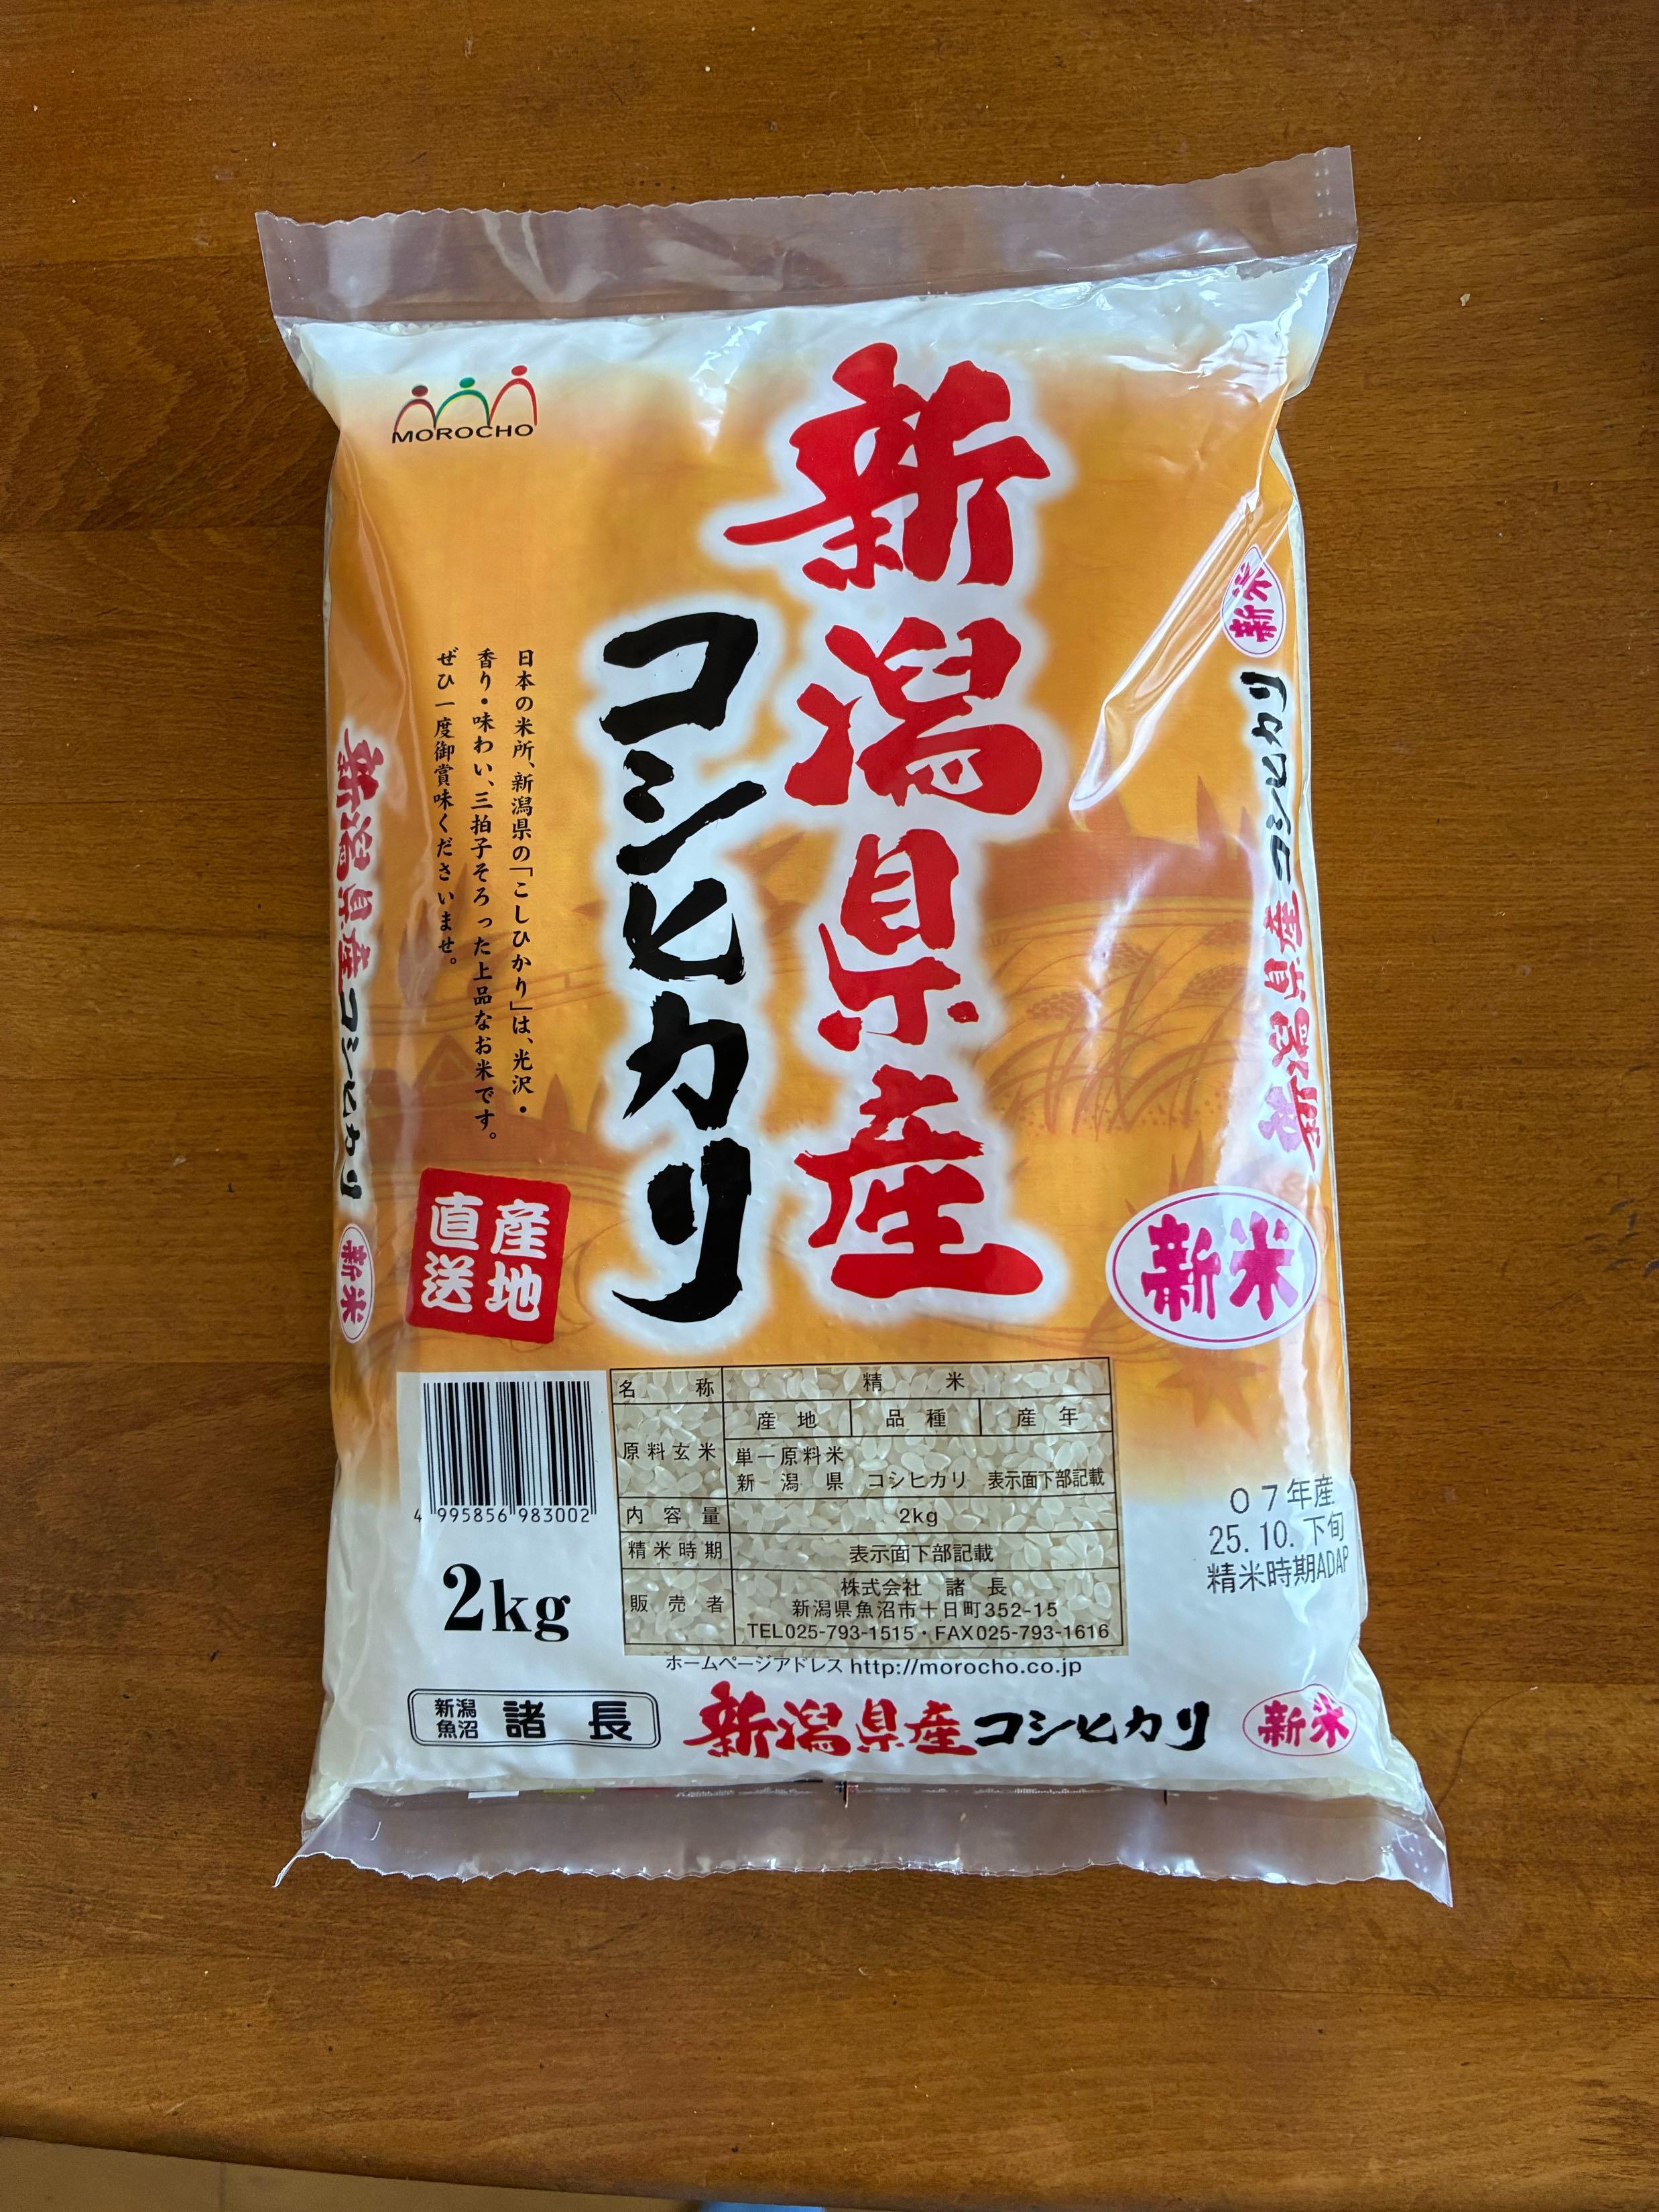 MOROCHO
新潟県産
コシヒカリ
日本の米所、新潟県の「こしひかり」は、光沢・
香り・味わい、三拍子そろった上品なお米です。
ぜひ一度御賞味くださいませ。
産地
直送
新米
新潟県産コシヒカリ 新米
新潟県産コシヒカリ 新米
名称 精米
原料玄米 産地 品種 産年
単一原料米
新潟県 コシヒカリ 表示面下部記載
内容量 2kg
精米時期 表示面下部記載
販売者 株式会社 諸長
新潟県魚沼市十日町352-15
TEL025-793-1515・FAX025-793-1616
ホームページアドレス http://morocho.co.jp
4 995856 983002
2kg
07年産
25.10.下旬
精米時期ADAP
新潟
魚沼
諸長
新潟県産コシヒカリ 新米